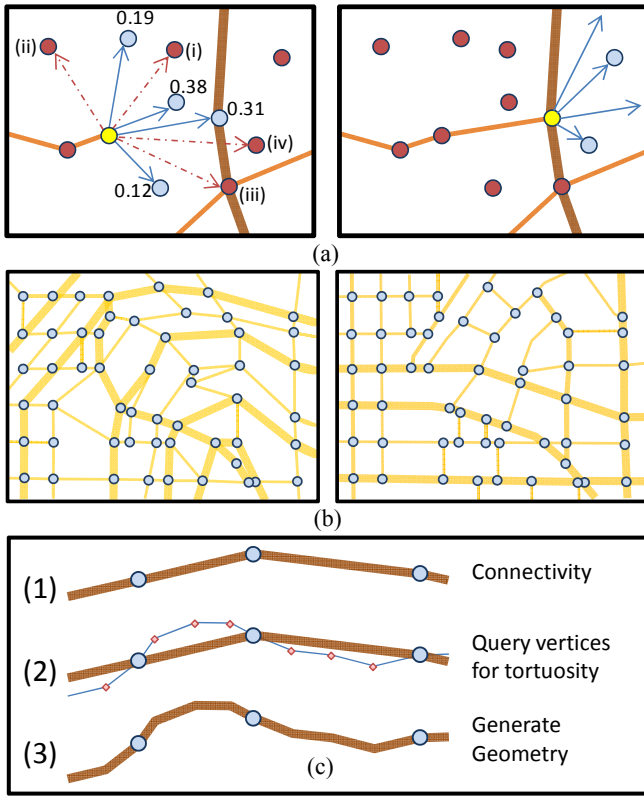 0.19
(ii)
(i)
0.38
0.31
(iv)
0.12
(iii)
(a)
(b)
(1)
Connectivity
(2)
Query vertices
for tortuosity
(3)
Generate
Geometry
(c)